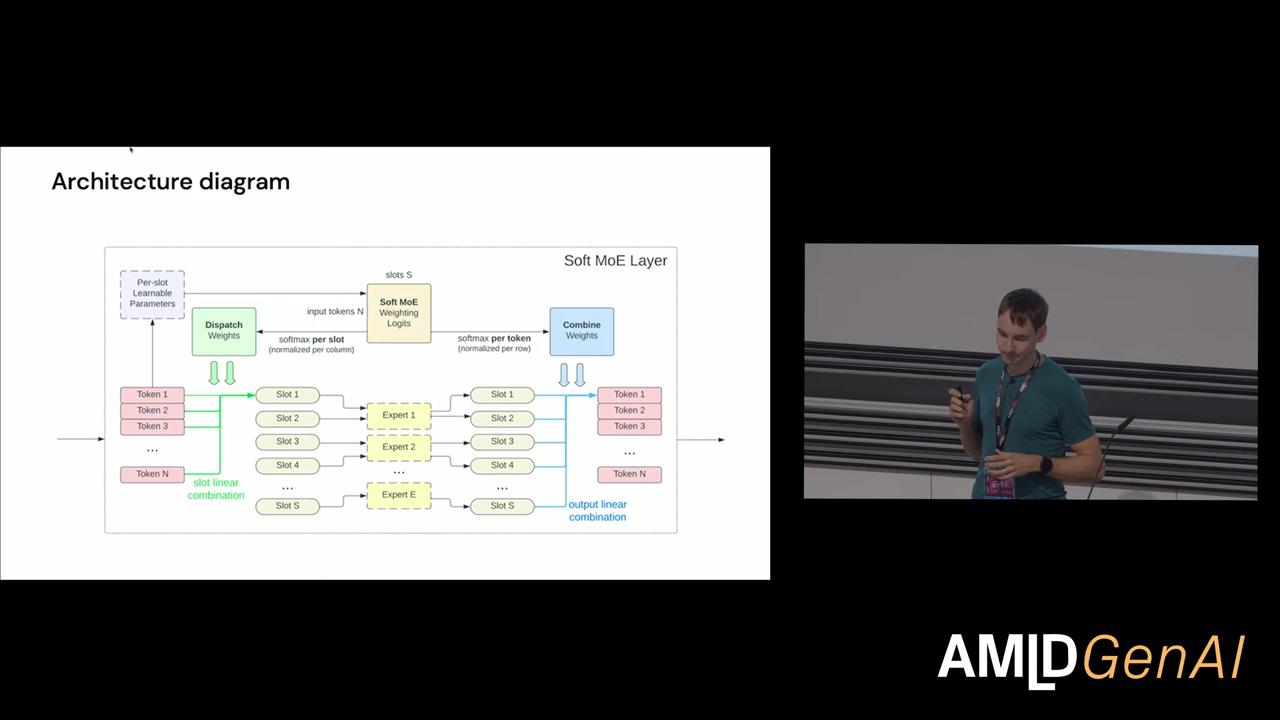 Architecture diagram
Soft MoE Layer
Per-slot
Learnable
Parameters
slots S
input tokens N
Soft MoE
Weighting
Logits
Dispatch
Weights
softmax per slot
(normalized per column)
softmax per token
(normalized per row)
Combine
Weights
Token 1
Token 2
Token 3
...
Token N
slot linear
combination
Slot 1
Slot 2
Slot 3
Slot 4
...
Slot S
Expert 1
Expert 2
...
Expert E
Slot 1
Slot 2
Slot 3
Slot 4
...
Slot S
output linear
combination
Token 1
Token 2
Token 3
...
Token N
AMLDGenAI